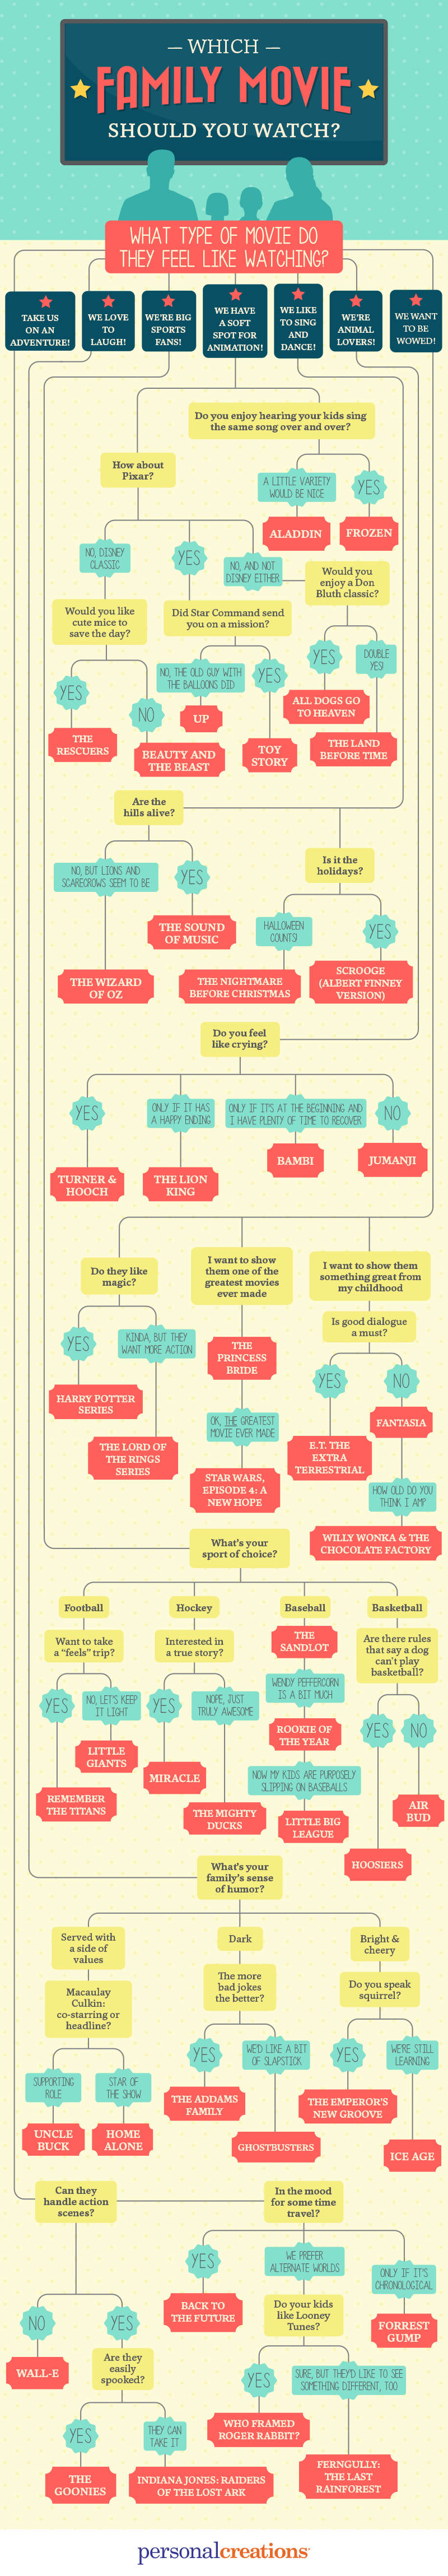 – WHICH –
FAMILY MOVIE
SHOULD YOU WATCH?
WHAT TYPE OF MOVIE DO
THEY FEEL LIKE WATCHING?
TAKE US
ON AN
ADVENTURE!
WE LOVE
TO
LAUGH!
WE'RE BIG
SPORTS
FANS!
WE HAVE
A SOFT
SPOT FOR
ANIMATION!
WE LIKE
TO SING
AND
DANCE!
WE'RE
ANIMAL
LOVERS!
WE WANT
TO BE
WOWED!
Do you enjoy hearing your kids sing
the same song over and over?
How about
Pixar?
A LITTLE VARIETY
WOULD BE NICE
YES
ALADDIN
FROZEN
NO, DISNEY
CLASSIC
YES
NO, AND NOT
DISNEY EITHER
Would you
enjoy a Don
Bluth classic?
Would you like
cute mice to
save the day?
Did Star Command send
you on a mission?
YES
DOUBLE
YES!
YES
NO
NO, THE OLD GUY WITH
THE BALLOONS DID
YES
ALL DOGS GO
TO HEAVEN
THE LAND
BEFORE TIME
THE
RESCUERS
BEAUTY AND
THE BEAST
UP
TOY
STORY
Are the
hills alive?
Is it the
holidays?
NO, BUT LIONS AND
SCARECROWS SEEM TO BE
YES
HALLOWEEN
COUNTS!
YES
THE SOUND
OF MUSIC
THE WIZARD
OF OZ
THE NIGHTMARE
BEFORE CHRISTMAS
SCROOGE
(ALBERT FINNEY
VERSION)
Do you feel
like crying?
YES
ONLY IF IT HAS
A HAPPY ENDING
ONLY IF IT'S AT THE BEGINNING AND
I HAVE PLENTY OF TIME TO RECOVER
NO
TURNER &
HOOCH
THE LION
KING
BAMBI
JUMANJI
Do they like
magic?
I want to show
them one of the
greatest movies
ever made
I want to show them
something great from
my childhood
Is good dialogue
a must?
YES
KINDA, BUT THEY
WANT MORE ACTION
THE
PRINCESS
BRIDE
YES
NO
HARRY POTTER
SERIES
THE LORD OF
THE RINGS
SERIES
OK, THE GREATEST
MOVIE EVER MADE
STAR WARS,
EPISODE 4: A
NEW HOPE
E.T. THE
EXTRA
TERRESTRIAL
FANTASIA
HOW OLD DO YOU
THINK I AM?
WILLY WONKA & THE
CHOCOLATE FACTORY
What's your
sport of choice?
Football
Hockey
Baseball
Basketball
Want to take
a “feels” trip?
Interested in
a true story?
THE
SANDLOT
Are there rules
that say a dog
can't play
basketball?
YES
NO, LET'S KEEP
IT LIGHT
YES
NOPE, JUST
TRULY AWESOME
WENDY PEFFERCORN
IS A BIT MUCH
YES
NO
LITTLE
GIANTS
REMEMBER
THE TITANS
MIRACLE
THE MIGHTY
DUCKS
ROOKIE OF
THE YEAR
NOW MY KIDS ARE PURPOSELY
SLIPPING ON BASEBALLS
LITTLE BIG
LEAGUE
AIR
BUD
HOOSIERS
What's your
family's sense
of humor?
Served with
a side of
values
Dark
Bright &
cheery
Macaulay
Culkin:
co-starring or
headline?
The more
bad jokes
the better?
Do you speak
squirrel?
SUPPORTING
ROLE
STAR OF
THE SHOW
YES
WE'D LIKE A BIT
OF SLAPSTICK
YES
WE'RE STILL
LEARNING
UNCLE
BUCK
HOME
ALONE
THE ADDAMS
FAMILY
GHOSTBUSTERS
THE EMPEROR'S
NEW GROOVE
ICE AGE
Can they
handle action
scenes?
In the mood
for some time
travel?
YES
WE PREFER
ALTERNATE WORLDS
ONLY IF IT'S
CHRONOLOGICAL
BACK TO
THE FUTURE
Do your kids
like Looney
Tunes?
FORREST
GUMP
NO
YES
WALL-E
Are they
easily
spooked?
YES
SURE, BUT THEY'D LIKE TO SEE
SOMETHING DIFFERENT, TOO
YES
THEY CAN
TAKE IT
WHO FRAMED
ROGER RABBIT?
THE
GOONIES
INDIANA JONES: RAIDERS
OF THE LOST ARK
FERNGULLY:
THE LAST
RAINFOREST
personalcreations